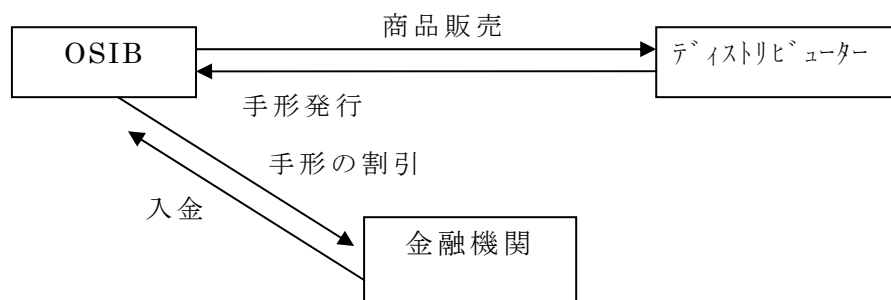 商品販売
OSIB
ディストリビューター
手形発行
手形の割引
入金
金融機関